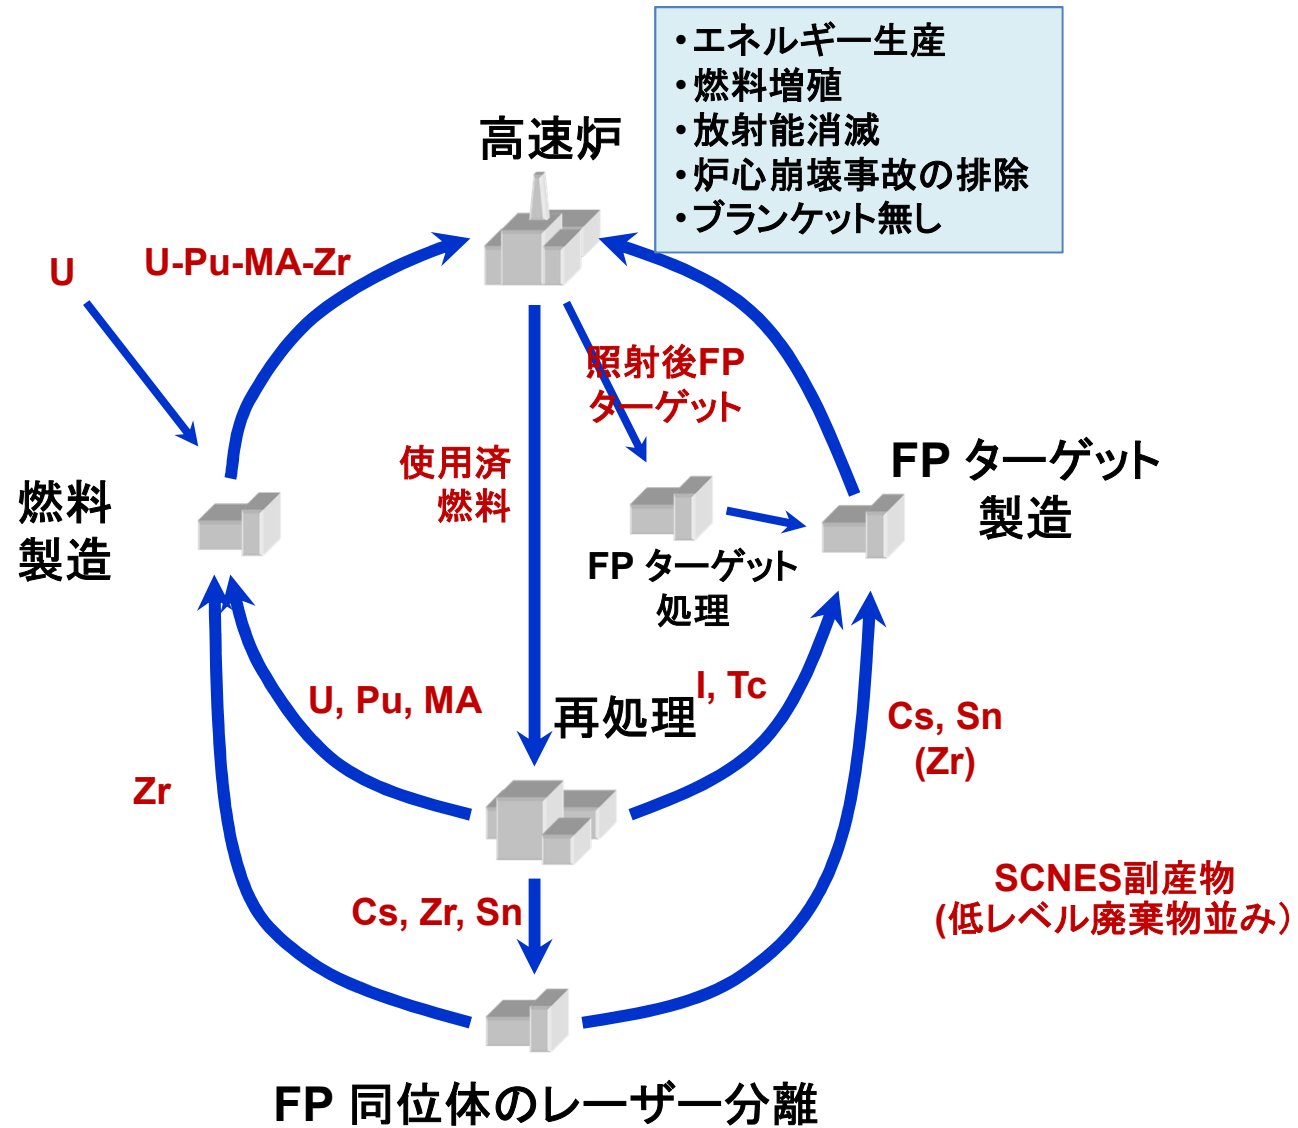 ・エネルギー生産
・燃料増殖
・放射能消滅
・炉心崩壊事故の排除
・ブランケット無し
高速炉
U
U-Pu-MA-Zr
照射後FP
ターゲット
使用済
燃料
FP ターゲット
製造
燃料
製造
FP ターゲット
処理
U, Pu, MA
再処理
I, Tc
Cs, Sn
(Zr)
Zr
Cs, Zr, Sn
SCNES副産物
(低レベル廃棄物並み）
FP 同位体のレーザー分離